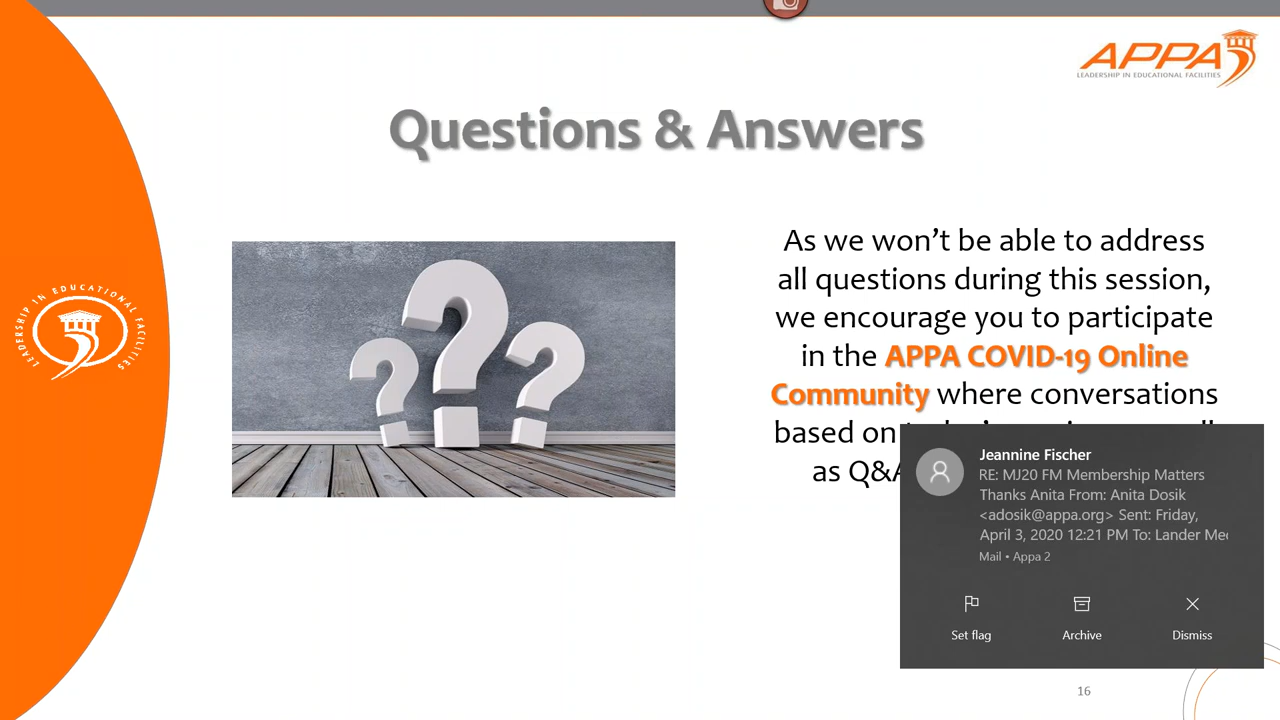 APPA
LEADERSHIP IN EDUCATIONAL FACILITIES
Questions & Answers
LEADERSHIP IN EDUCATIONAL FACILITIES
As we won't be able to address
all questions during this session,
we encourage you to participate
in the APPA COVID-19 Online
Community where conversations
based on
as Q&A
Jeannine Fischer
RE: MJ20 FM Membership Matters
Thanks Anita From: Anita Dosik
<adosik@appa.org> Sent: Friday,
April 3, 2020 12:21 PM To: Lander Me
Mail • Appa 2
Set flag
Archive
Dismiss
16